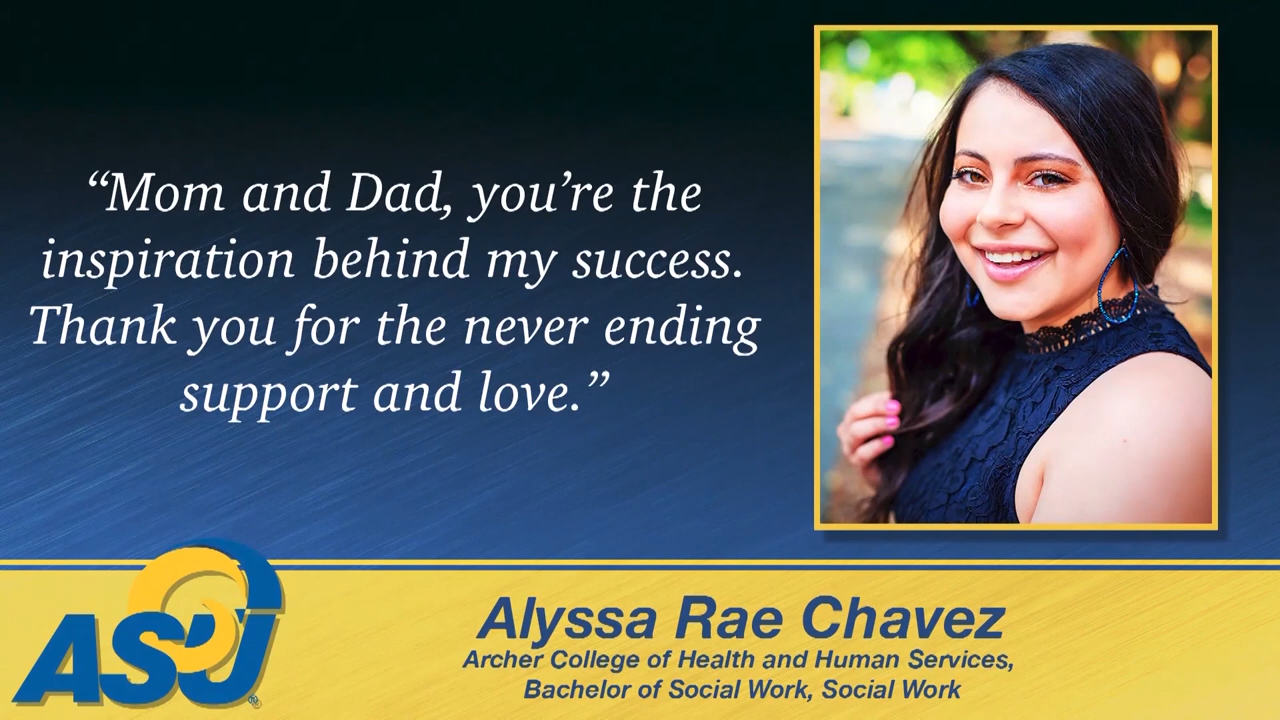 “Mom and Dad, you’re the
inspiration behind my success.
Thank you for the never ending
support and love.”
ASU
®
Alyssa Rae Chavez
Archer College of Health and Human Services,
Bachelor of Social Work, Social Work